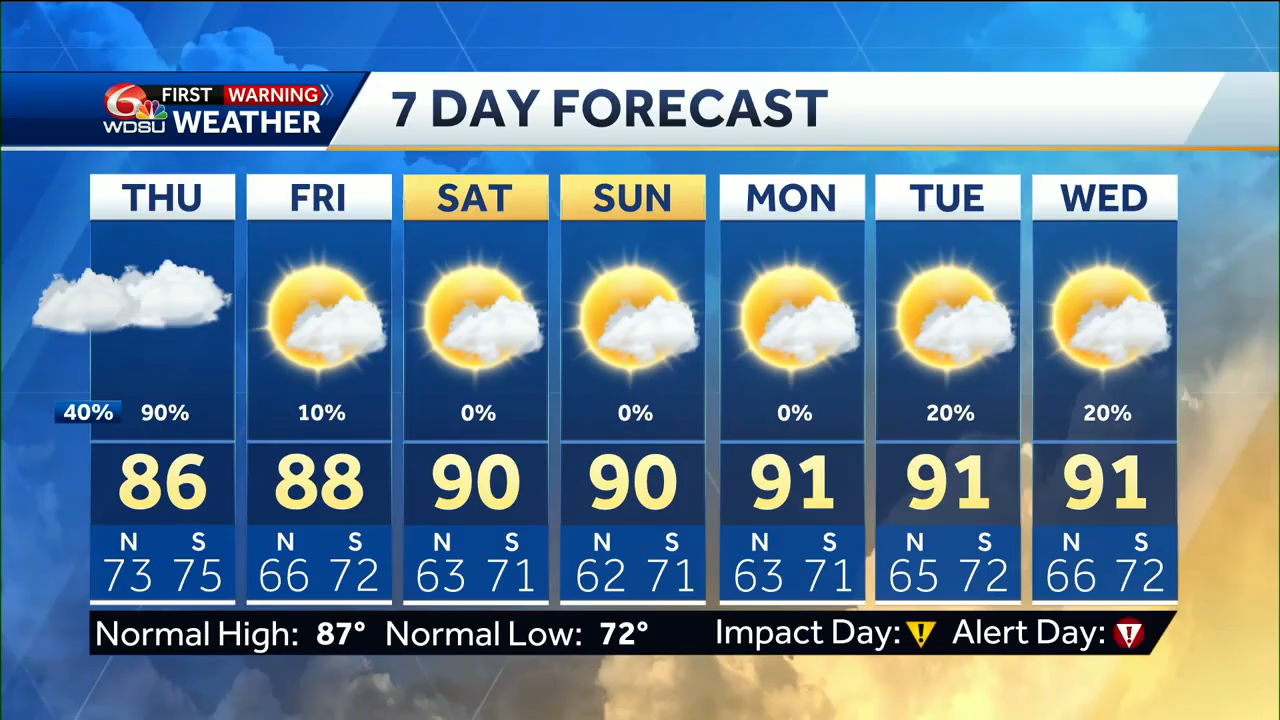 6 WDSU FIRST WARNING WEATHER
7 DAY FORECAST
THU FRI SAT SUN MON TUE WED
40% 90% 10% 0% 0% 0% 20% 20%
86 88 90 90 91 91 91
N S N S N S N S N S N S N S
73 75 66 72 63 71 62 71 63 71 65 72 66 72
Normal High: 87° Normal Low: 72° Impact Day: ! Alert Day: !